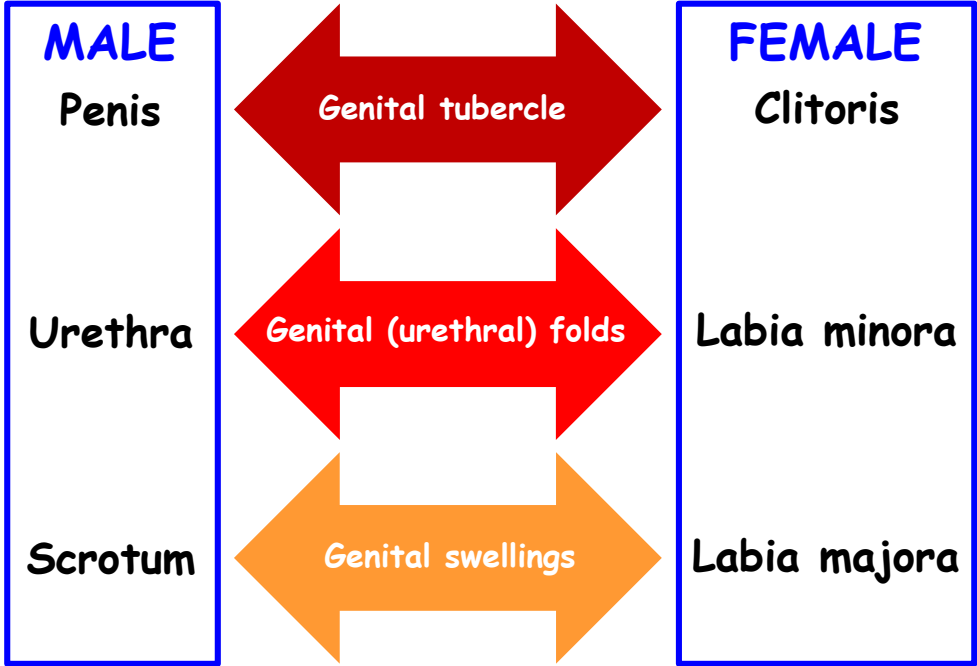 MALE
FEMALE
Penis
Genital tubercle
Clitoris
Urethra
Genital (urethral) folds
Labia minora
Scrotum
Genital swellings
Labia majora